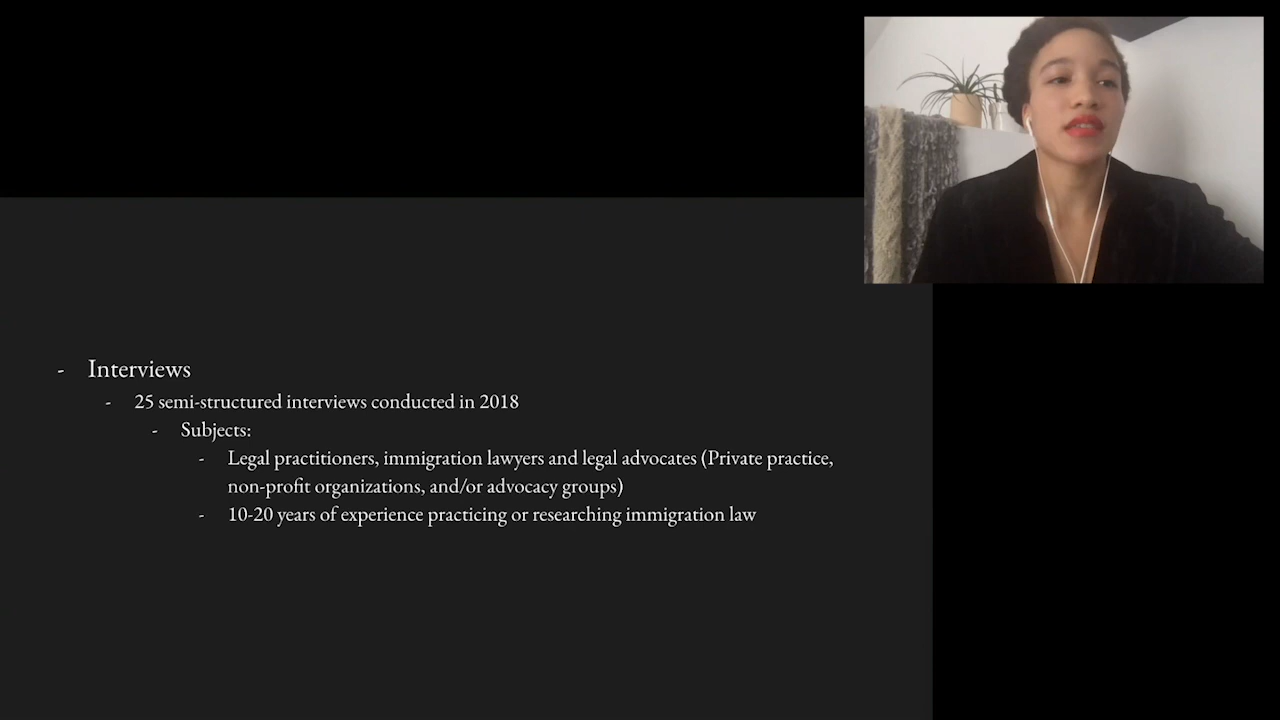 - Interviews
- 25 semi-structured interviews conducted in 2018
- Subjects:
- Legal practitioners, immigration lawyers and legal advocates (Private practice,
non-profit organizations, and/or advocacy groups)
- 10-20 years of experience practicing or researching immigration law